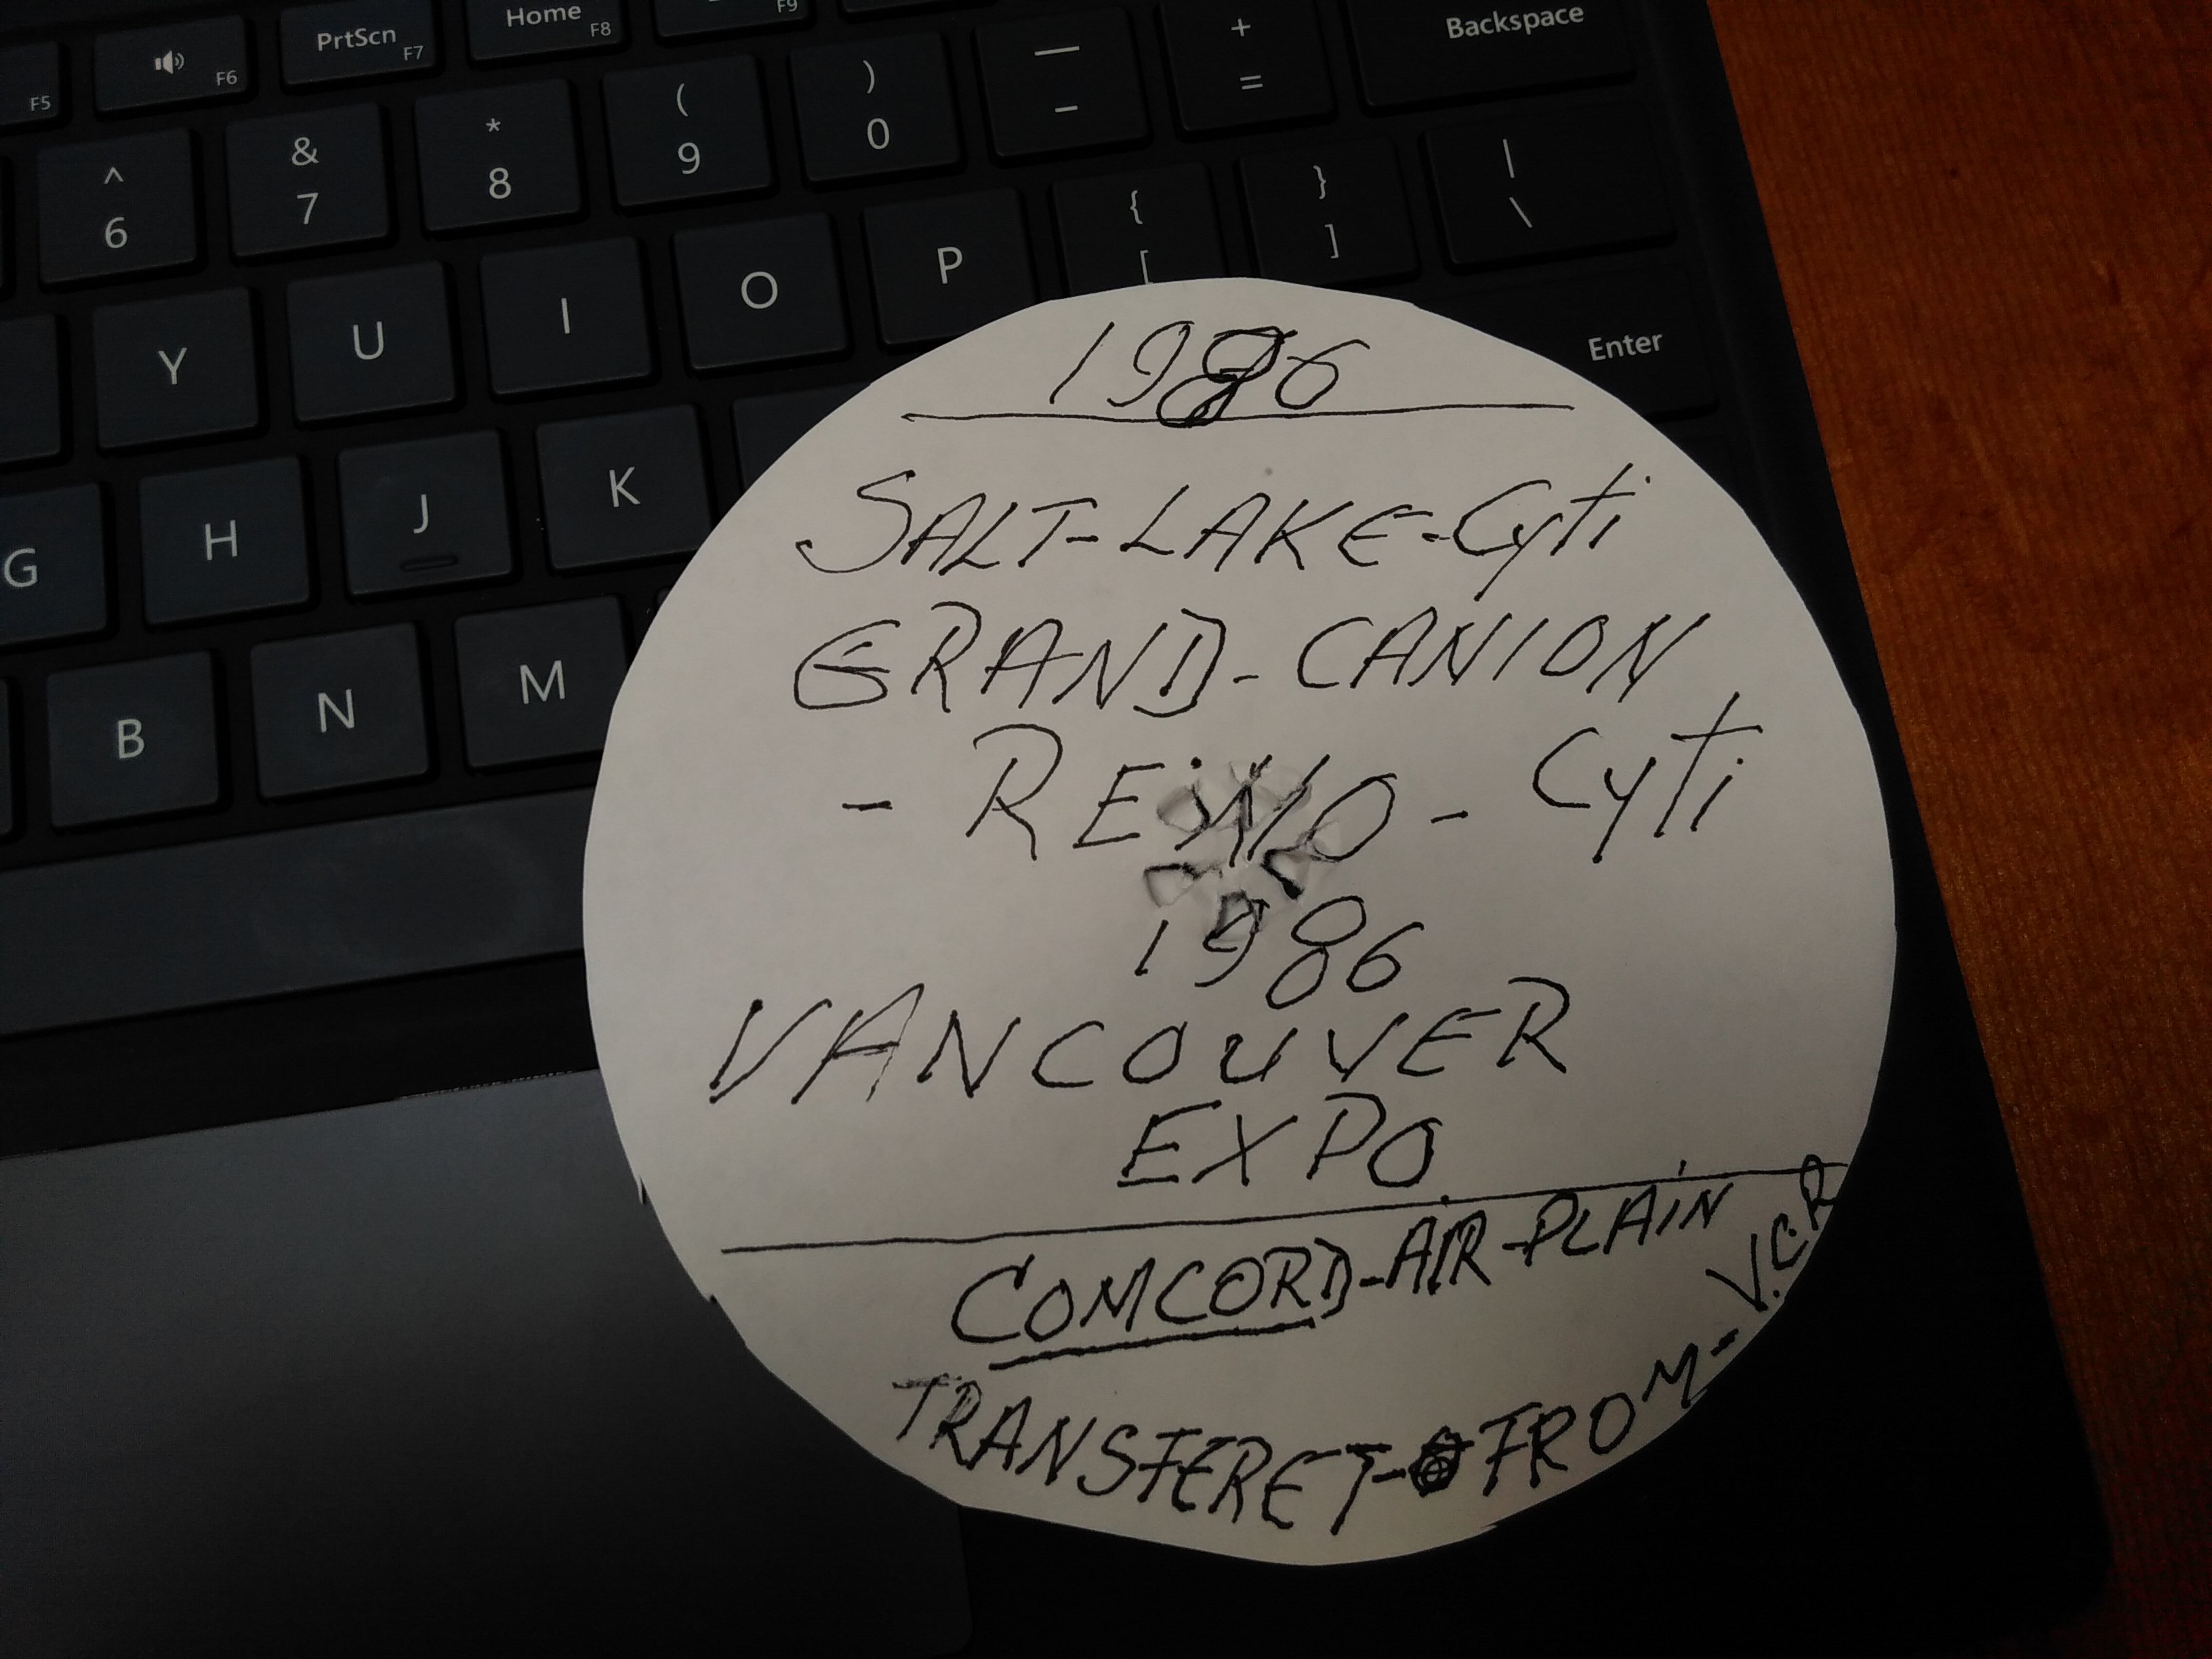 F5 F6 PrtScn F7 Home F8 F9
^ 6 & 7 * 8 ( 9 ) 0 — - + = Backspace
Y U I O P { [ } ] | \
G H J K Enter
B N M
1986
SALT-LAKE-Cyti
GRAND-CANION
- REiNO - Cyti
1986
VANCOUVER
EXPO.
COMCORD-AIR-PLAIN
TRANSFERET-FROM-V.C.R